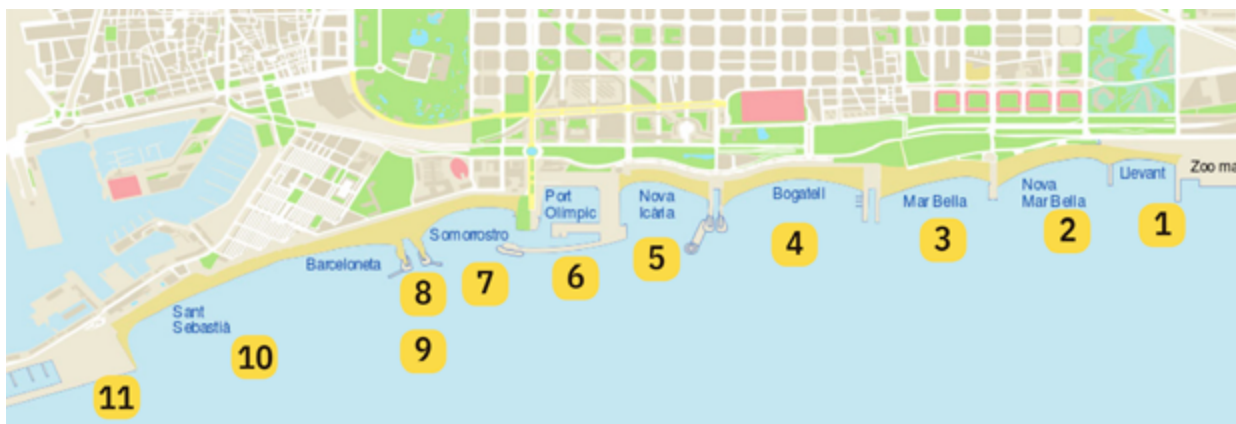 Zoo ma
Llevant
1
Nova
Mar Bella
2
Mar Bella
3
Bogatell
4
Nova
Icària
5
Port
Olímpic
6
Somorrostro
7
Barceloneta
8
9
Sant
Sebastià
10
11